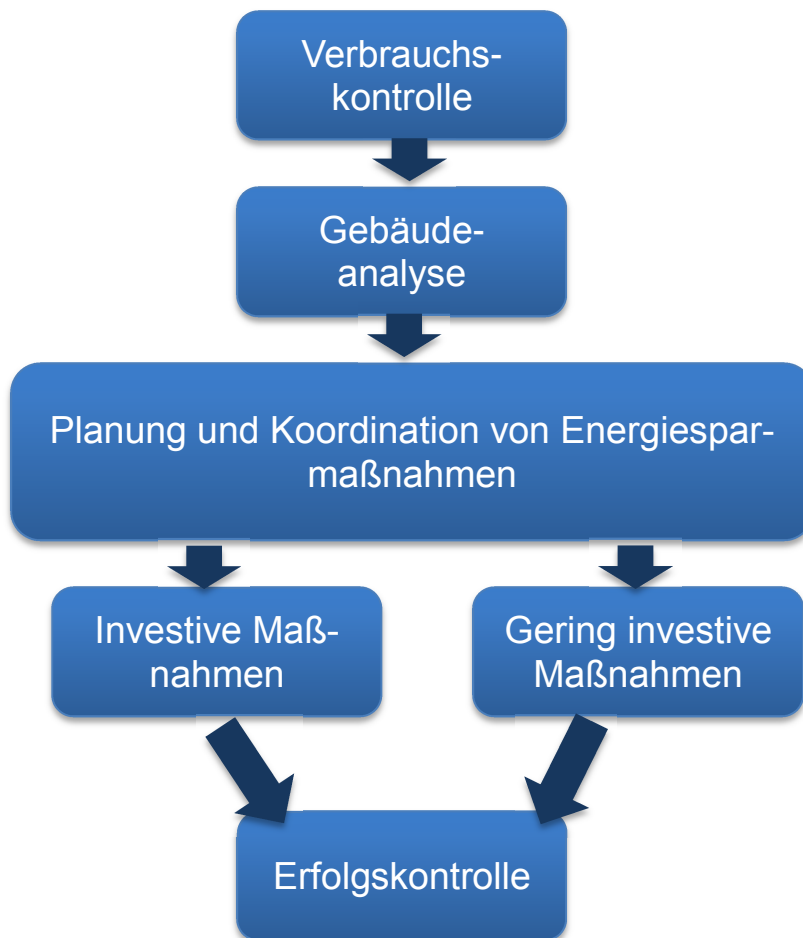 Verbrauchs-
kontrolle
Gebäude-
analyse
Planung und Koordination von Energiespar-
maßnahmen
Investive Maß-
nahmen
Gering investive
Maßnahmen
Erfolgskontrolle